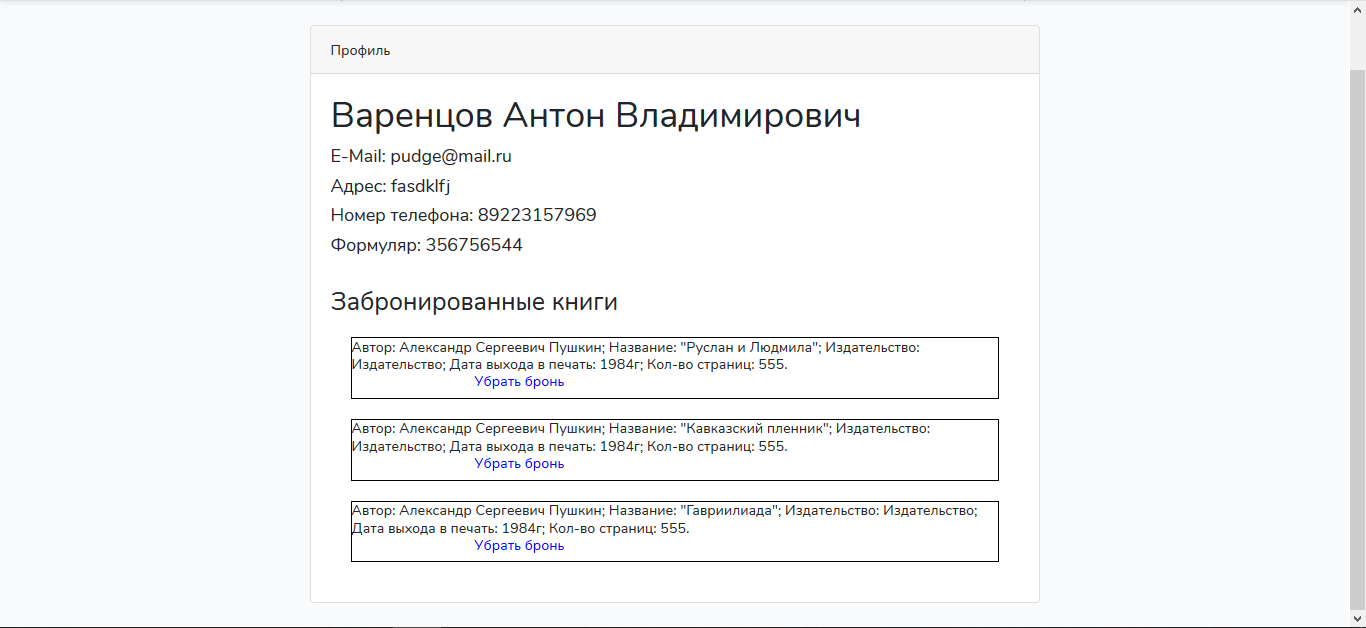 Профиль
Варенцов Антон Владимирович
E-Mail: pudge@mail.ru
Адрес: fasdklfj
Номер телефона: 89223157969
Формуляр: 356756544
Забронированные книги
Автор: Александр Сергеевич Пушкин; Название: "Руслан и Людмила"; Издательство:
Издательство; Дата выхода в печать: 1984г; Кол-во страниц: 555.
Убрать бронь
Автор: Александр Сергеевич Пушкин; Название: "Кавказский пленник"; Издательство:
Издательство; Дата выхода в печать: 1984г; Кол-во страниц: 555.
Убрать бронь
Автор: Александр Сергеевич Пушкин; Название: "Гавриилиада"; Издательство: Издательство;
Дата выхода в печать: 1984г; Кол-во страниц: 555.
Убрать бронь